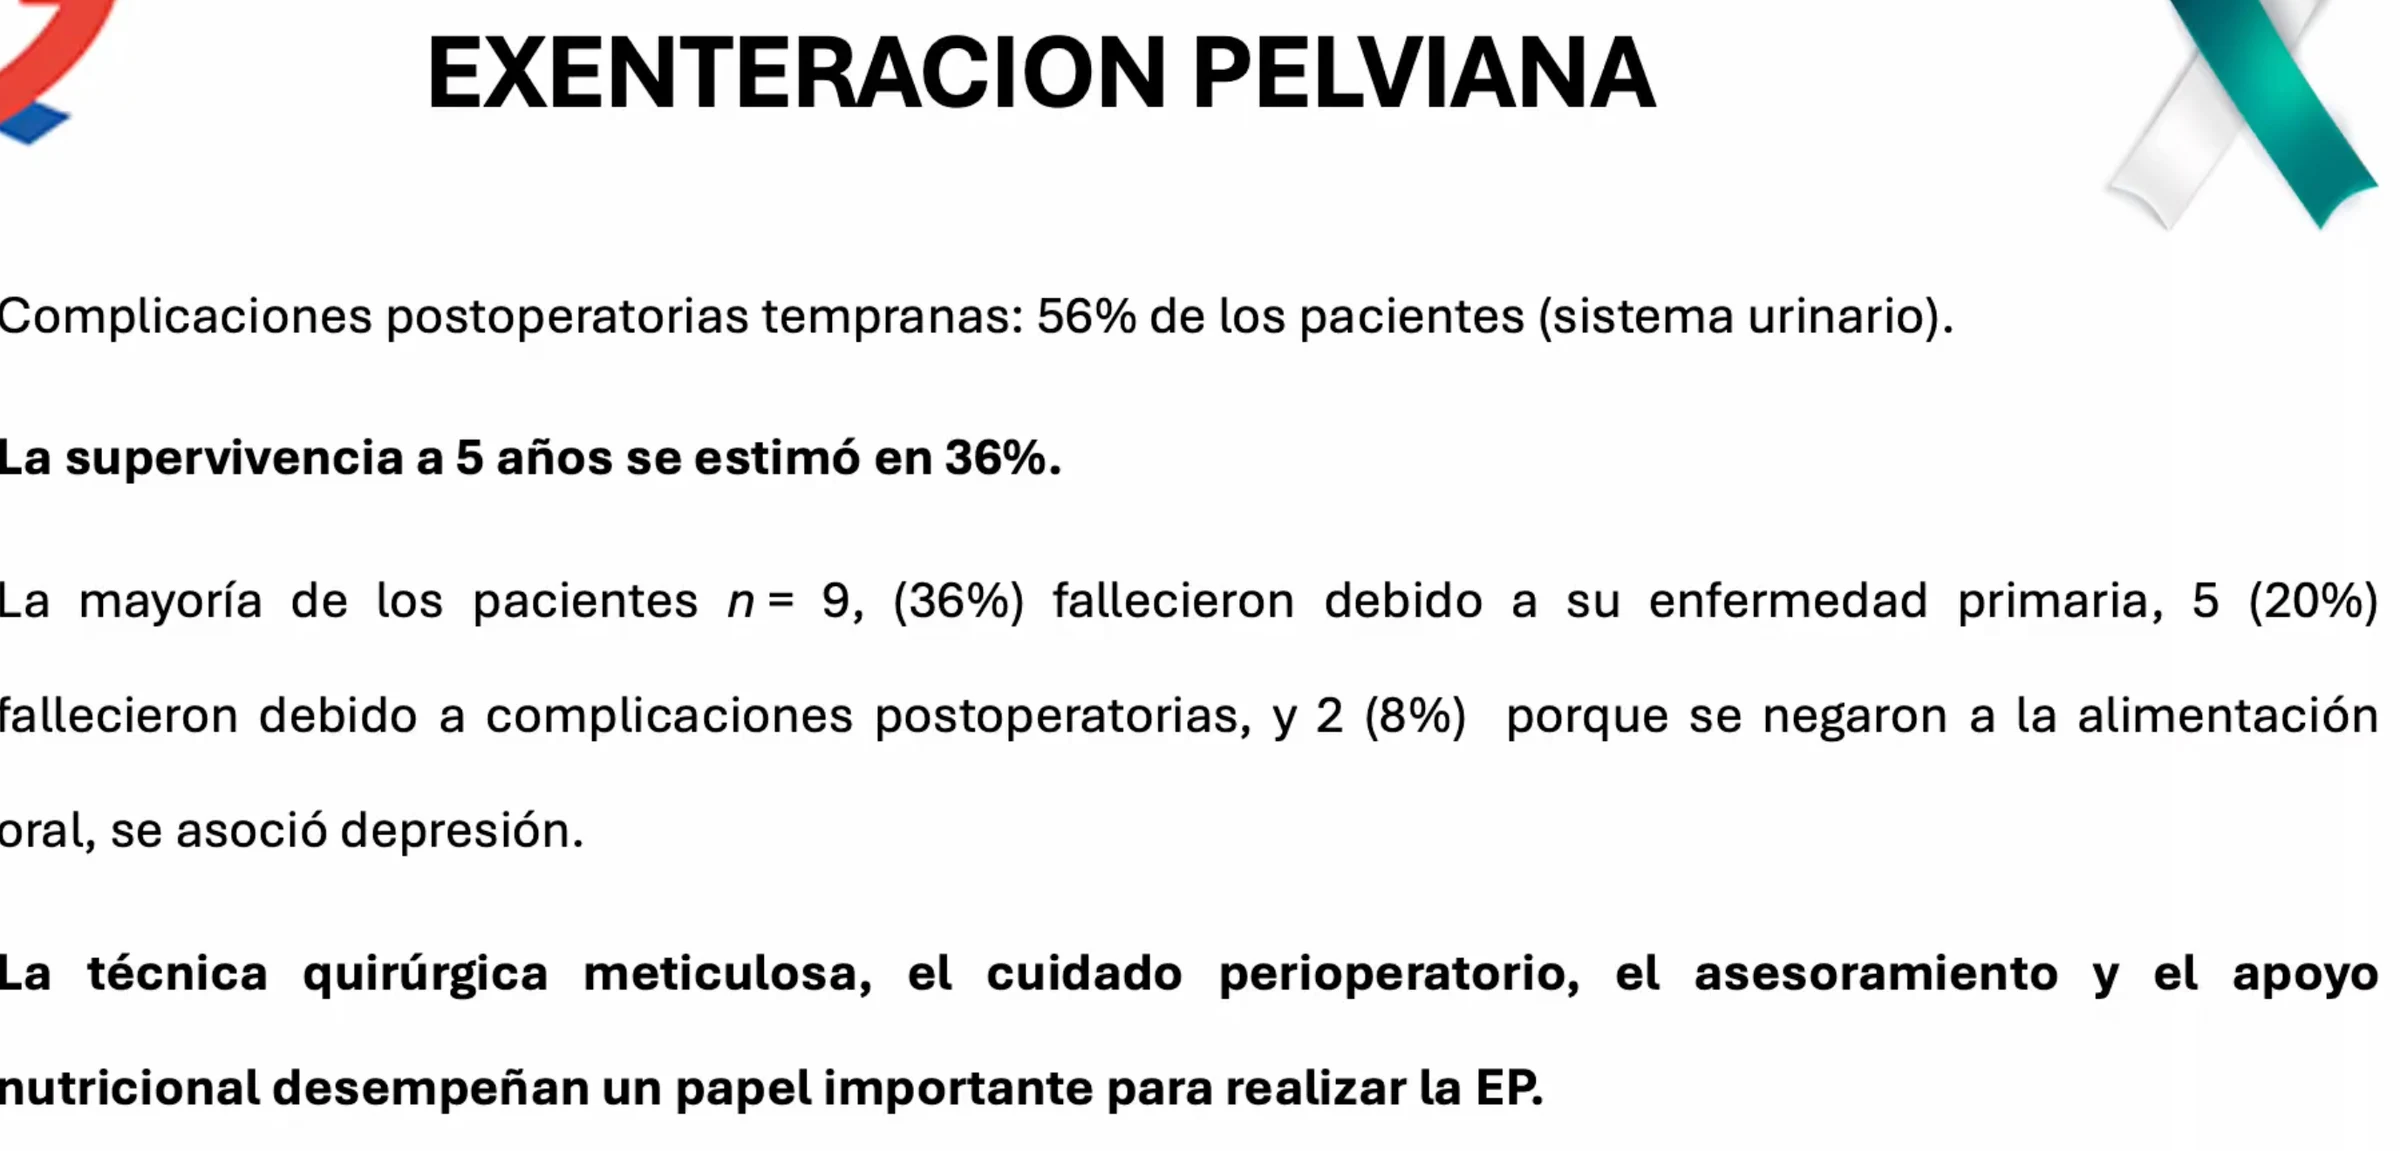 EXENTERACION PELVIANA
Complicaciones postoperatorias tempranas: 56% de los pacientes (sistema urinario).
La supervivencia a 5 años se estimó en 36%.
La mayoría de los pacientes n = 9, (36%) fallecieron debido a su enfermedad primaria, 5 (20%)
fallecieron debido a complicaciones postoperatorias, y 2 (8%) porque se negaron a la alimentación
oral, se asoció depresión.
La técnica quirúrgica meticulosa, el cuidado perioperatorio, el asesoramiento y el apoyo
nutricional desempeñan un papel importante para realizar la EP.